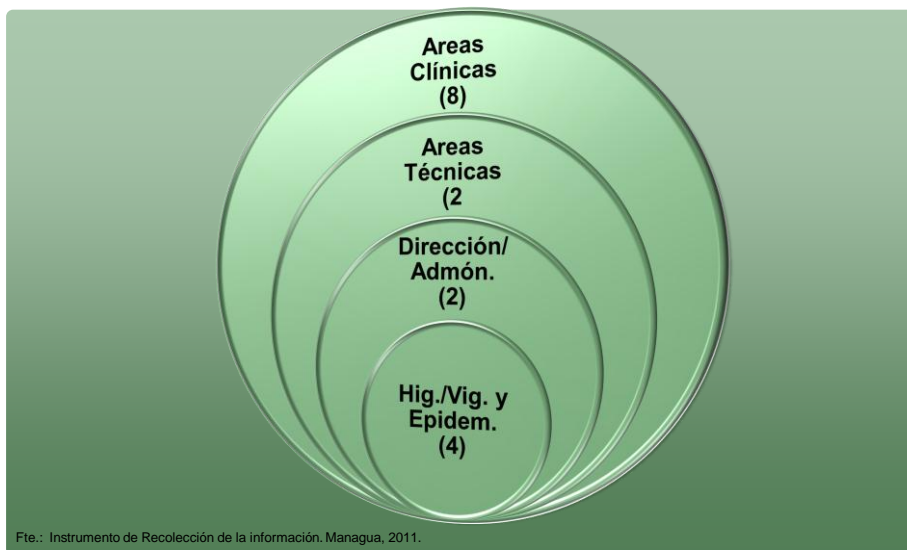 Areas
Clínicas
(8)
Areas
Técnicas
(2
Dirección/
Admón.
(2)
Hig./Vig. y
Epidem.
(4)
Fte.: Instrumento de Recolección de la información. Managua, 2011.